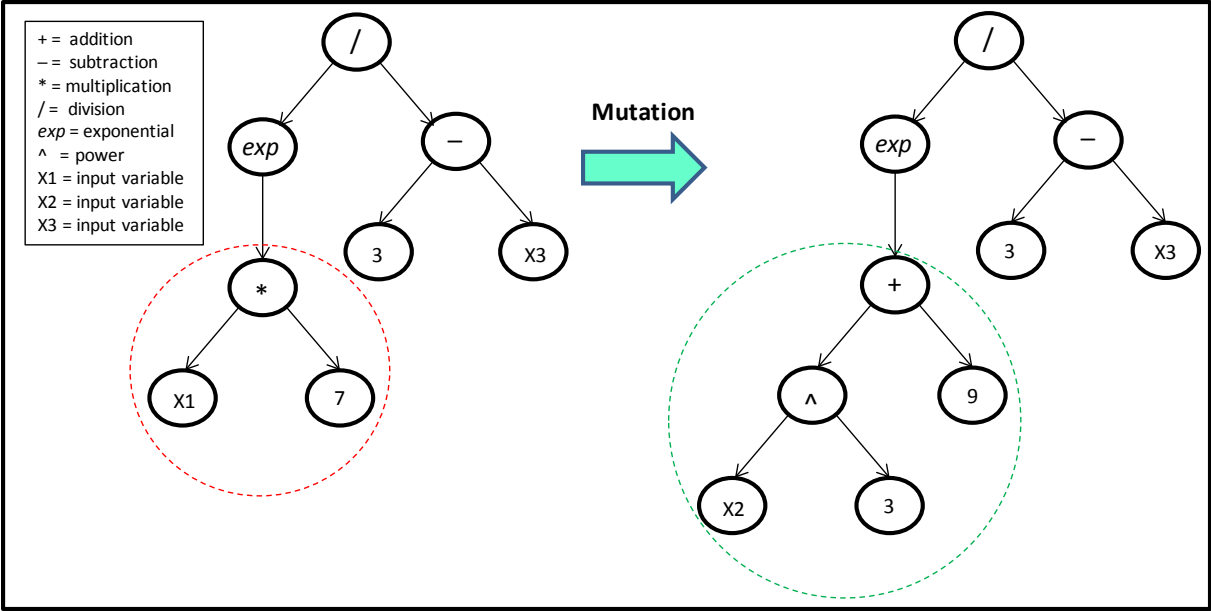 + = addition
– = subtraction
* = multiplication
/ = division
exp = exponential
^ = power
X1 = input variable
X2 = input variable
X3 = input variable
/
exp
–
3
X3
*
X1
7
Mutation
/
exp
–
3
X3
+
^
9
X2
3